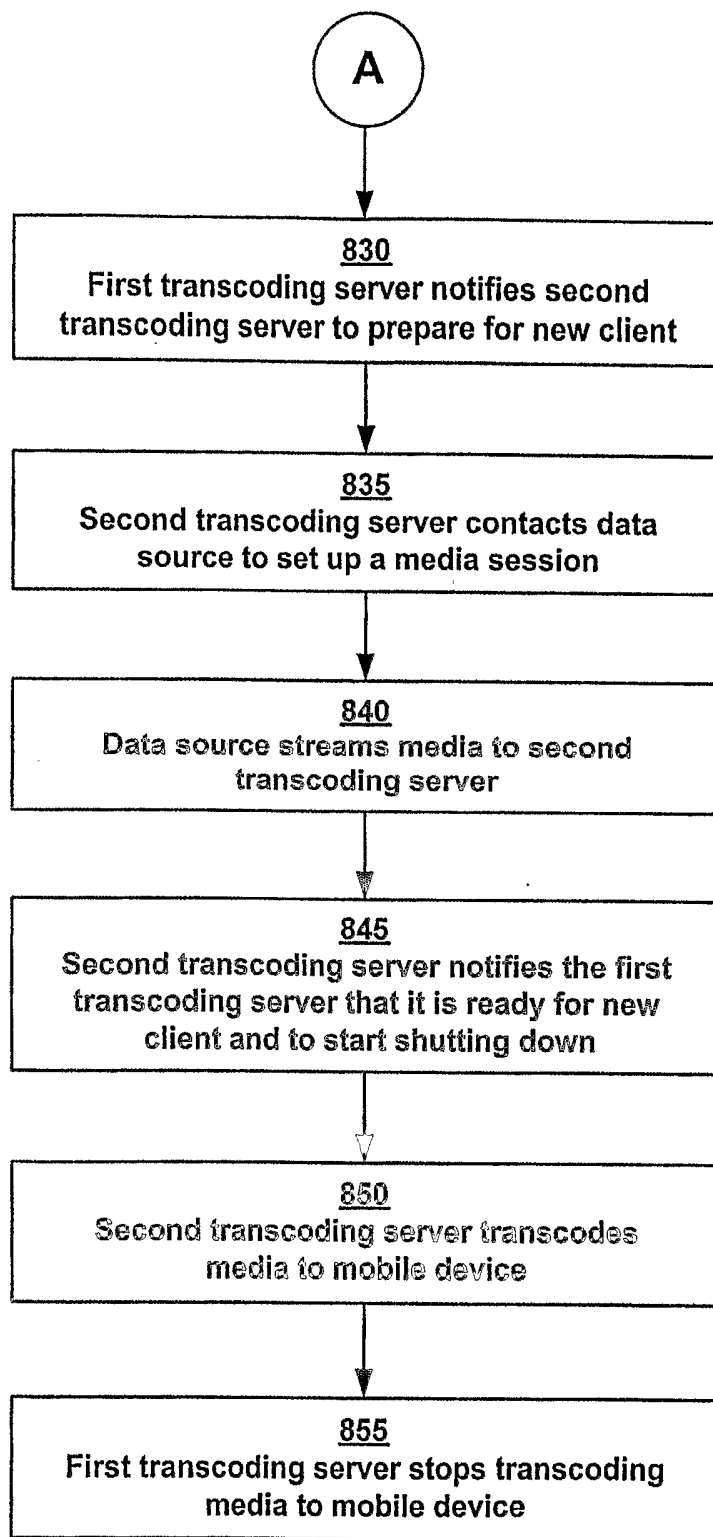 A
830
First transcoding server notifies second
transcoding server to prepare for new client
835
Second transcoding server contacts data
source to set up a media session
840
Data source streams media to second
transcoding server
845
Second transcoding server notifies the first
transcoding server that it is ready for new
client and to start shutting down
850
Second transcoding server transcodes
media to mobile device
855
First transcoding server stops transcoding
media to mobile device